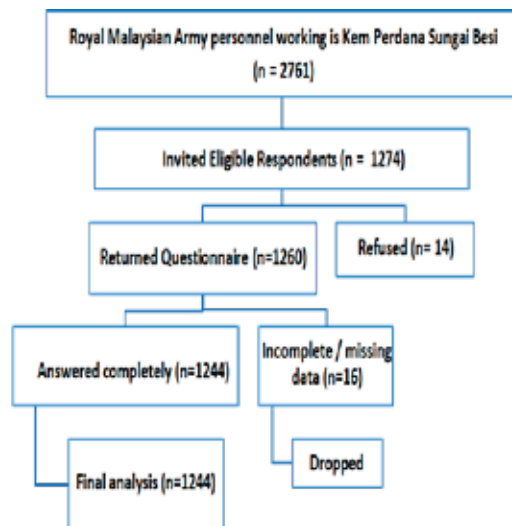 Royal Malaysian Army personnel working is Kem Perdana Sungai Besi
(n = 2761)
Invited Eligible Respondents (n = 1274)
Returned Questionnaire (n=1260)
Refused (n= 14)
Answered completely (n=1244)
Incomplete / missing
data (n=16)
Final analysis (n=1244)
Dropped